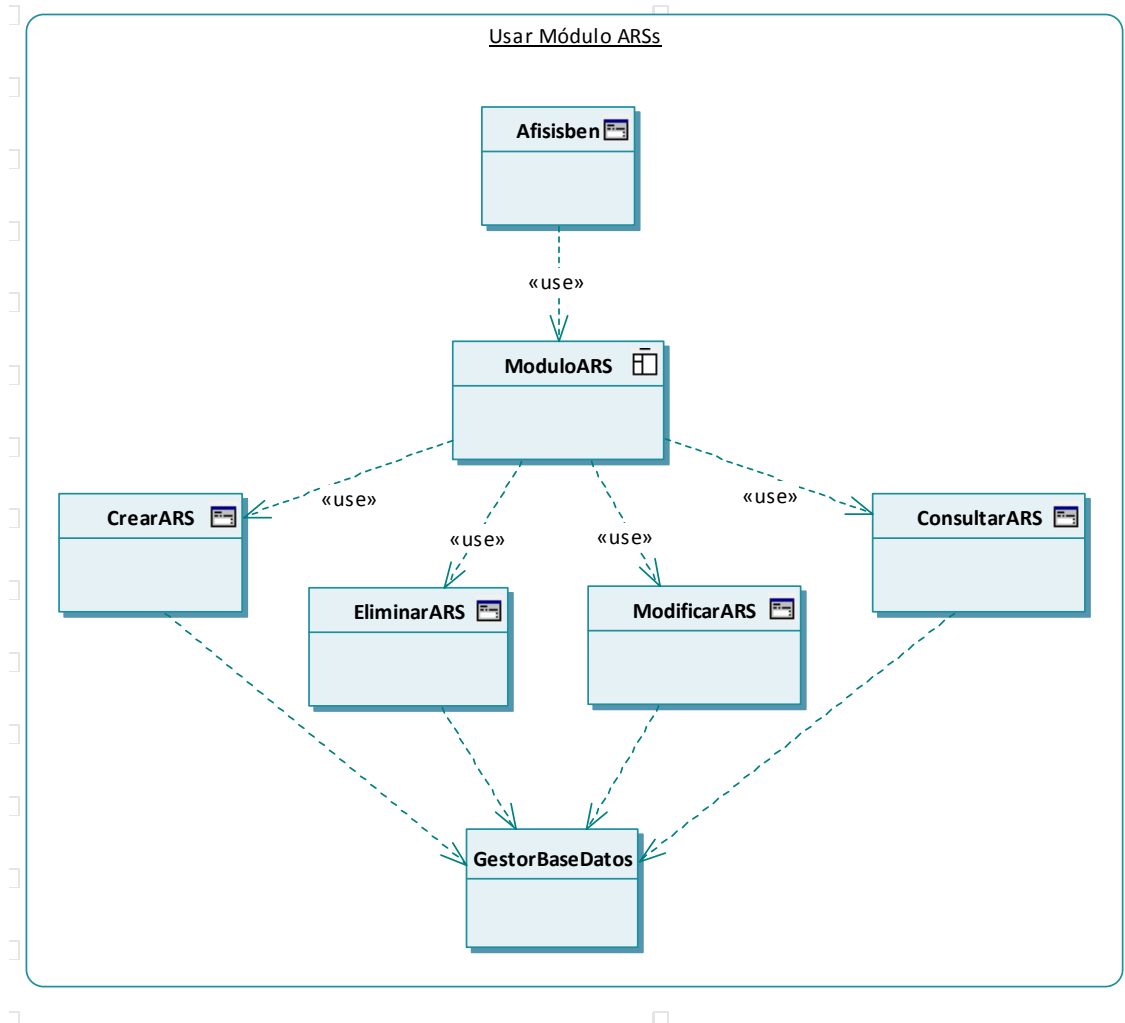 Usar Módulo ARSs
Afisisben
«use»
ModuloARS
«use»
«use»
CrearARS
ConsultarARS
«use»
«use»
EliminarARS
ModificarARS
GestorBaseDatos